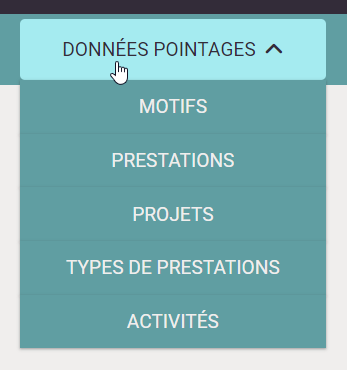 DONNÉES POINTAGES
MOTIFS
PRESTATIONS
PROJETS
TYPES DE PRESTATIONS
ACTIVITÉS